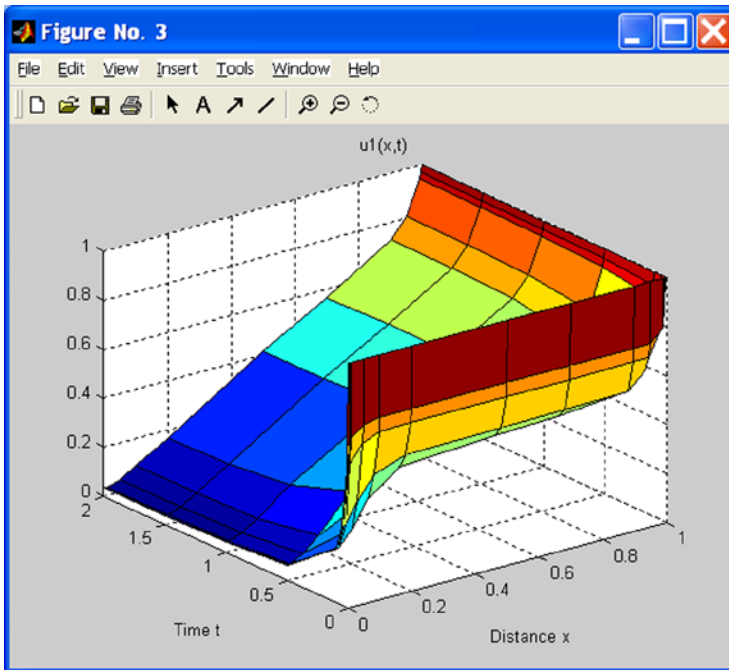 Figure No. 3
File Edit View Insert Tools Window Help
A
u1(x,t)
1
0.8
0.6
0.4
0.2
0
2
1.5
1
0.5
0
0
0.2
0.4
0.6
0.8
1
Time t
Distance x